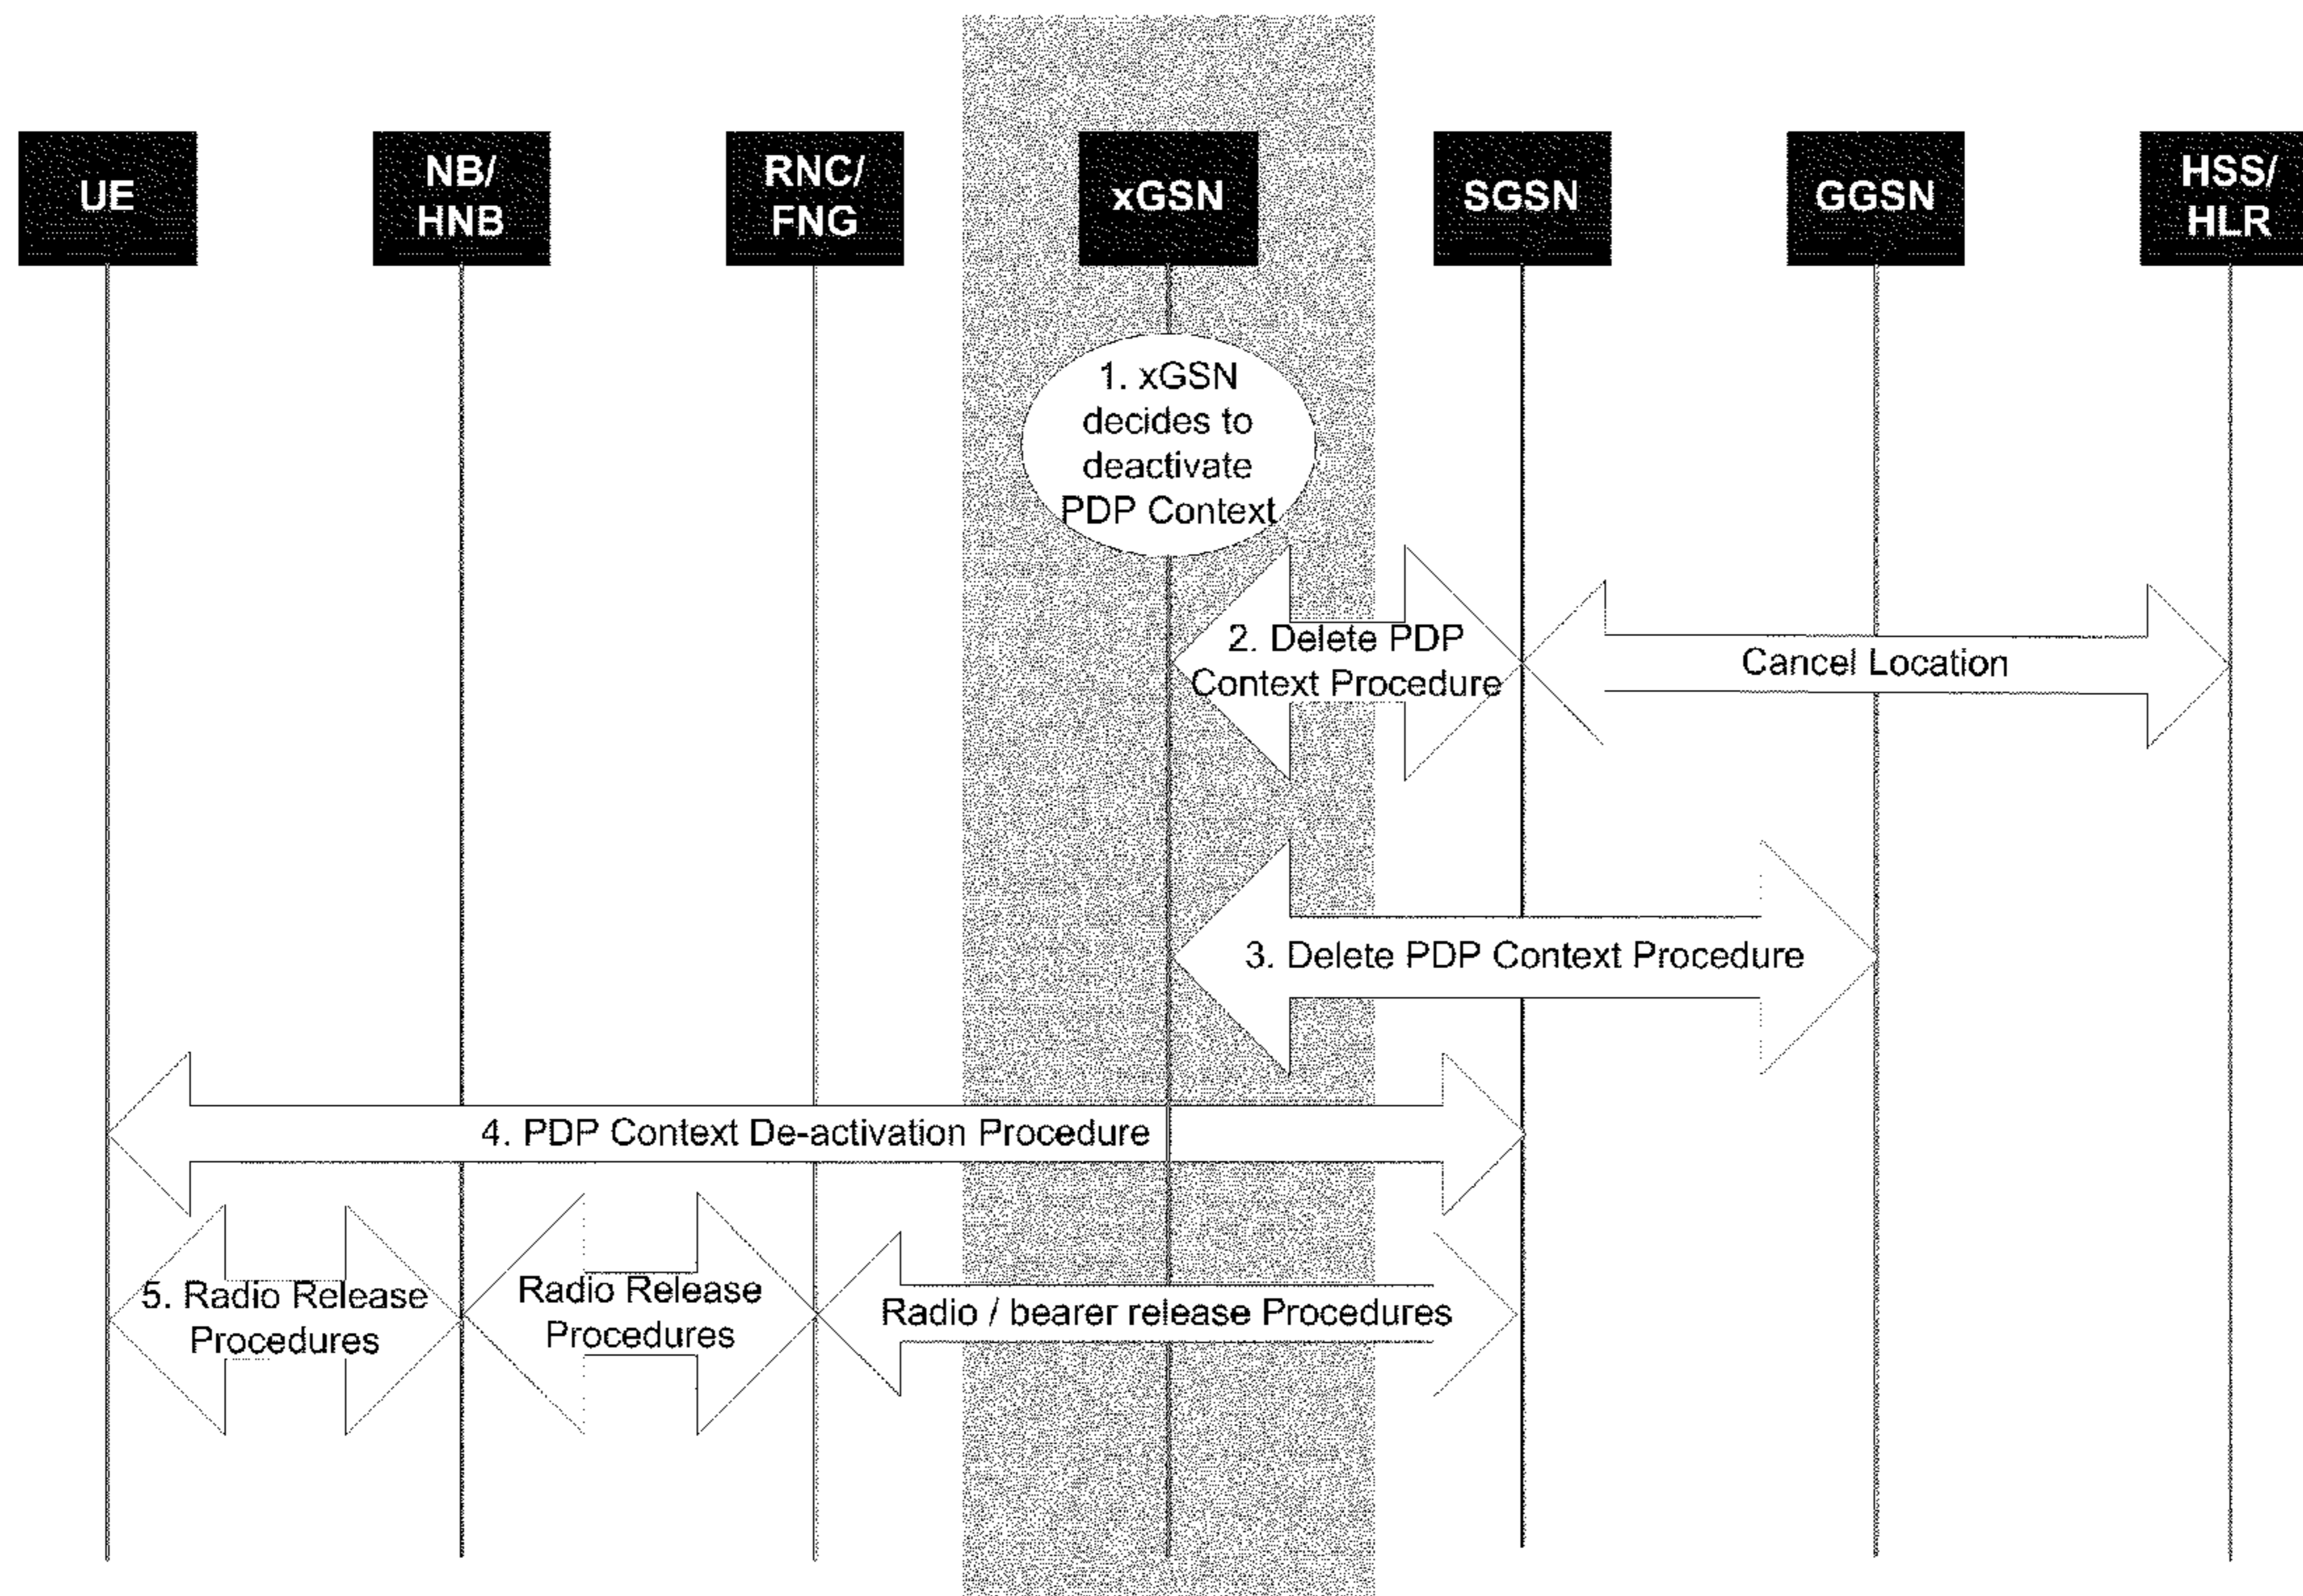 UE
NB/
HNB
RNC/
FNG
xGSN
SGSN
GGSN
HSS/
HLR
1. xGSN
decides to
deactivate
PDP Context
2. Delete PDP
Context Procedure
Cancel Location
3. Delete PDP Context Procedure
4. PDP Context De-activation Procedure
5. Radio Release
Procedures
Radio Release
Procedures
Radio / bearer release Procedures